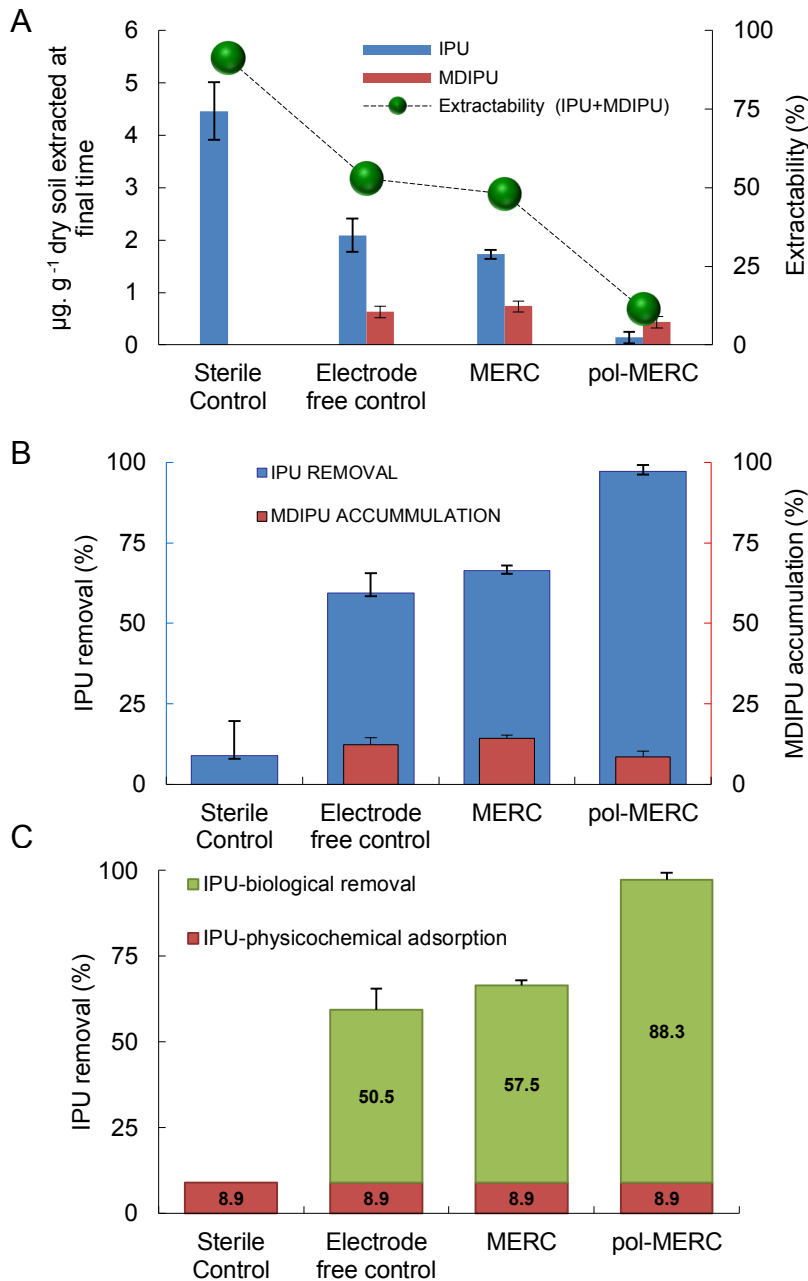 A
µg. g ⁻¹ dry soil extracted at
final time
6
5
4
3
2
1
0
IPU
MDIPU
Extractability (IPU+MDIPU)
100
75
50
25
0
Extractability (%)
Sterile
Control
Electrode
free control
MERC
pol-MERC
B
IPU removal (%)
100
75
50
25
0
IPU REMOVAL
MDIPU ACCUMMULATION
100
75
50
25
0
MDIPU accumulation (%)
Sterile
Control
Electrode
free control
MERC
pol-MERC
C
IPU removal (%)
100
75
50
25
0
IPU-biological removal
IPU-physicochemical adsorption
50.5
57.5
88.3
8.9
8.9
8.9
8.9
Sterile
Control
Electrode
free control
MERC
pol-MERC